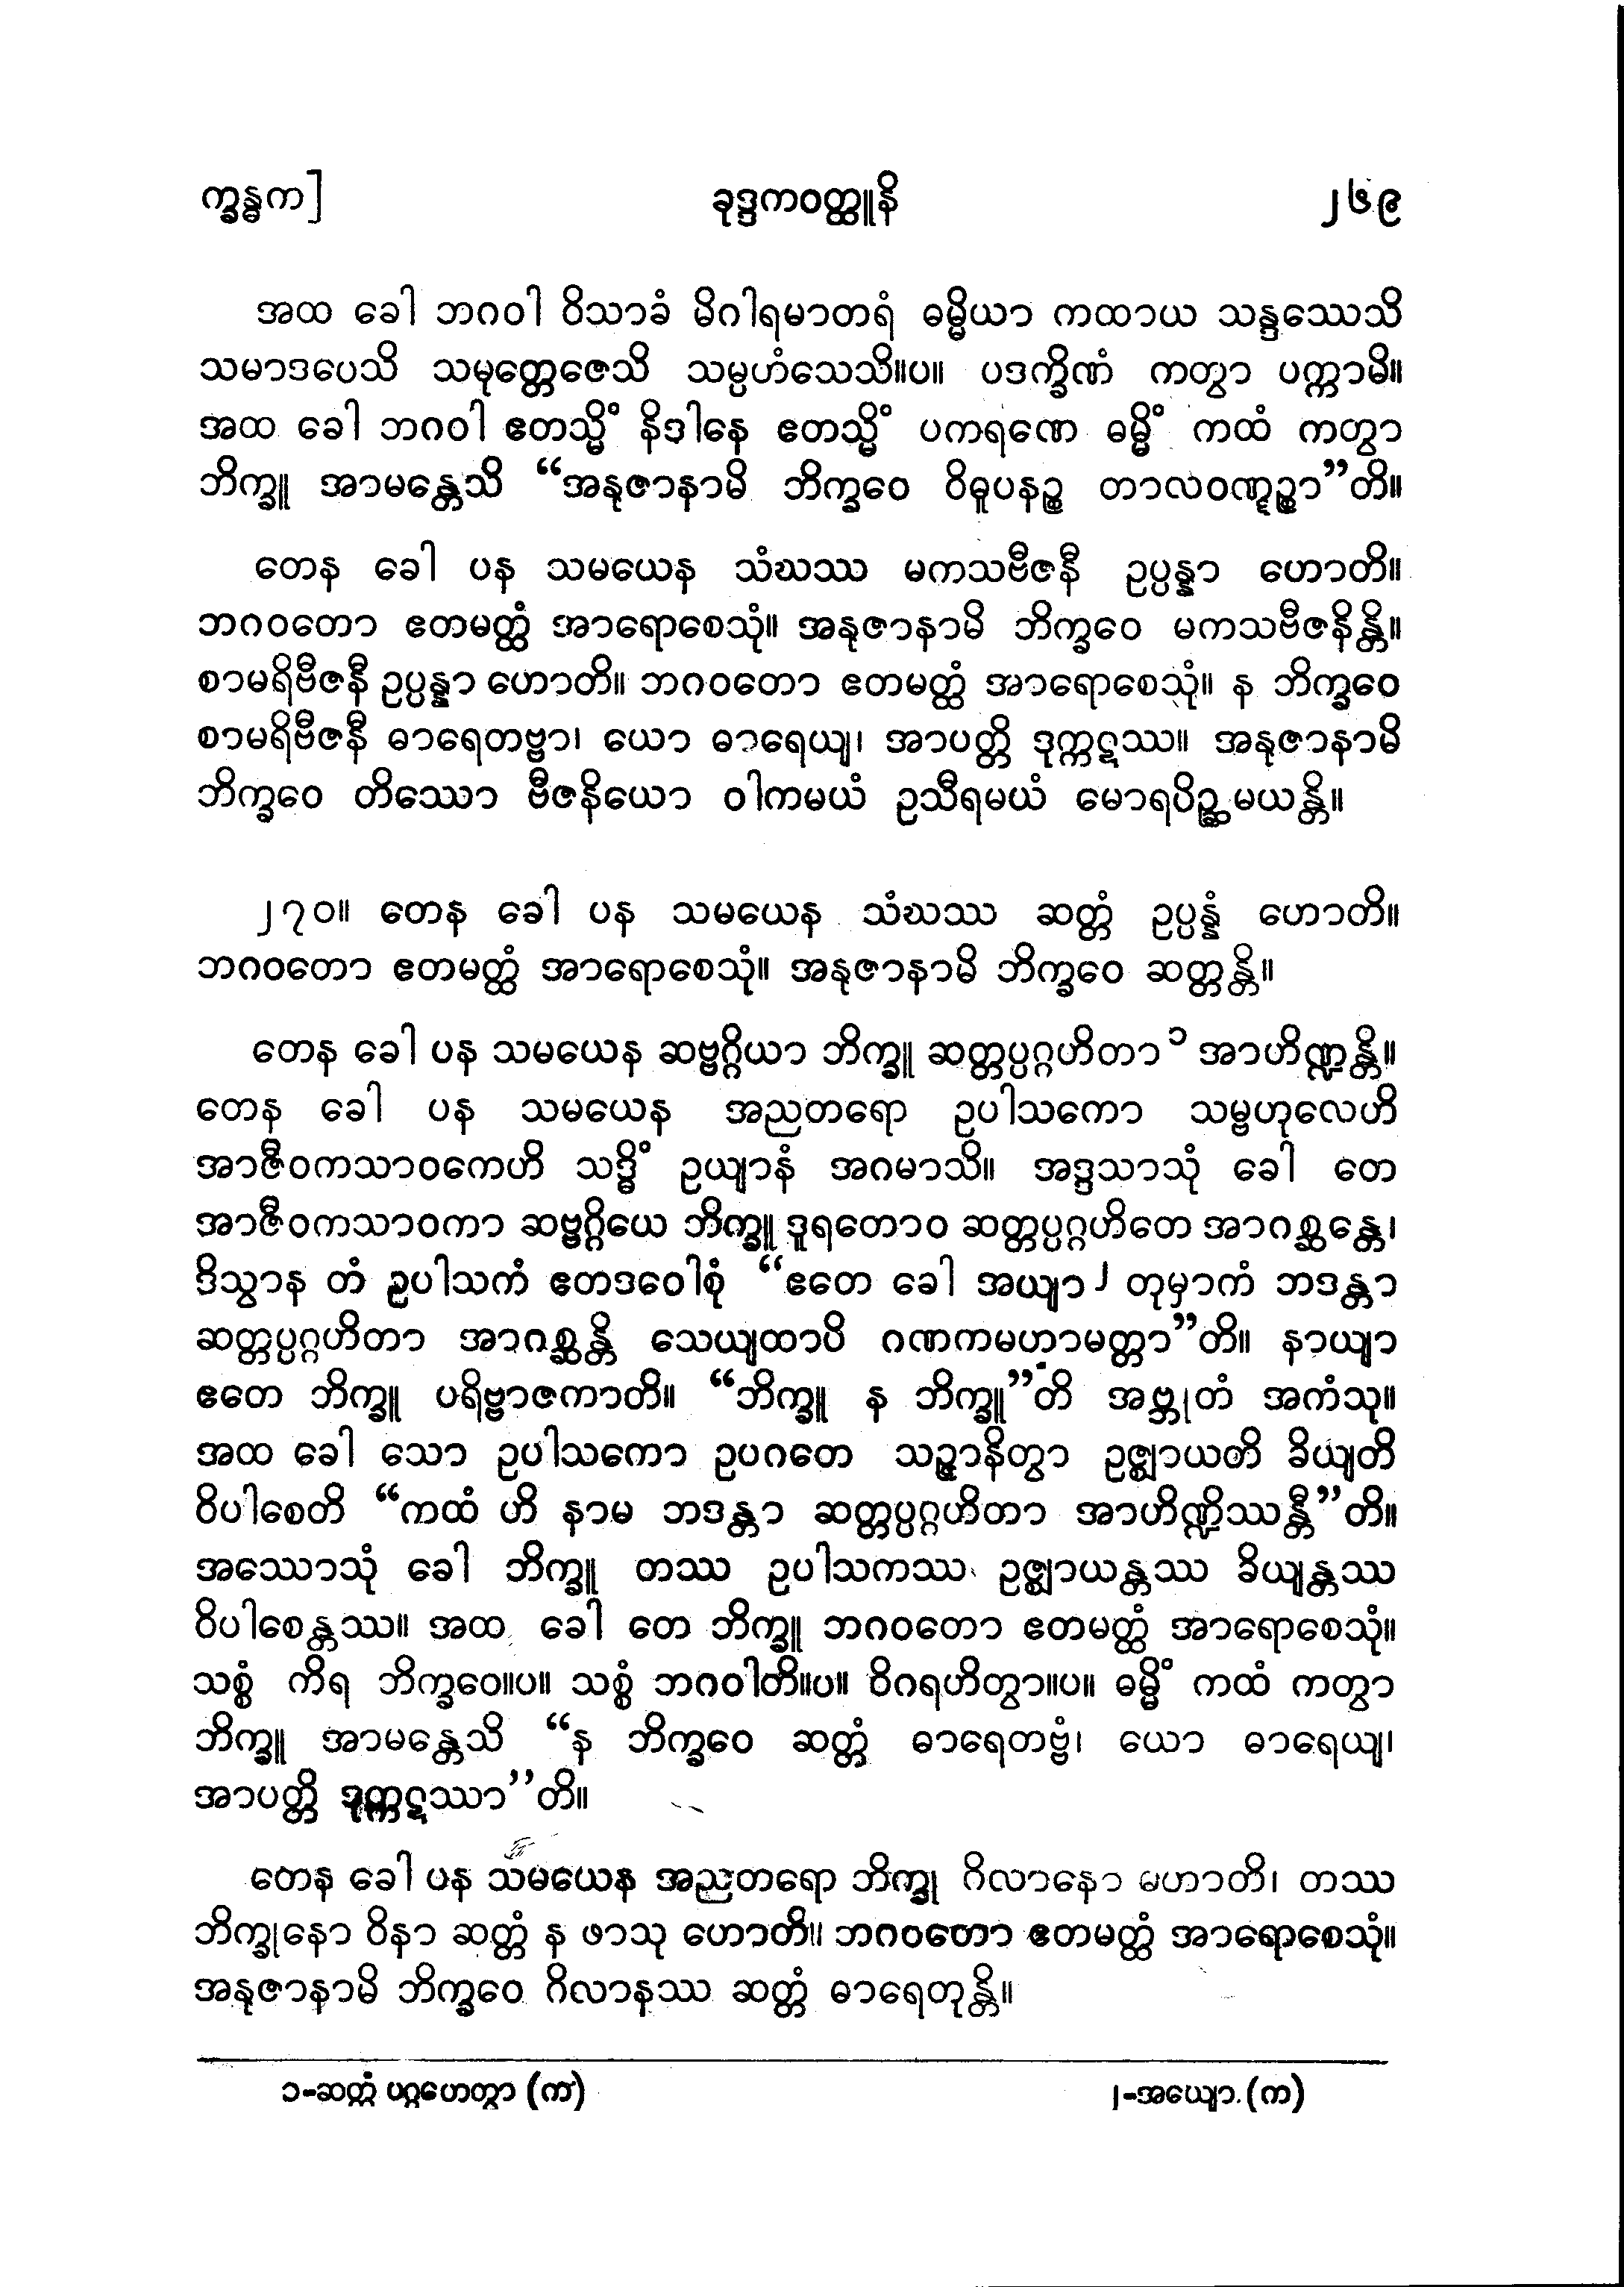 က္ခန္ဓက] ခုဒ္ဒကဝတ္ထူနိ ၂၆၉
အထ ခေါ ဘဂဝါ ဝိသာခံ မိဂါရမာတရံ ဓမ္မိယာ ကထာယ သန္ဒဿေသိ
သမာဒပေသိ သမုတ္တေဇေသိ သမ္ပဟံသေသိ။ပ။ ပဒက္ခိဏံ ကတွာ ပက္ကာမိ။
အထ ခေါ ဘဂဝါ ဧတသ္မိံ နိဒါနေ ဧတသ္မိံ ပကရဏေ ဓမ္မိံ ကထံ ကတွာ
ဘိက္ခူ အာမန္တေသိ “အနုဇာနာမိ ဘိက္ခဝေ ဝိဓူပနဉ္စ တာလဝဏ္ဋဉ္စာ”တိ။
တေန ခေါ ပန သမယေန သံဃဿ မကသဗီဇနီ ဥပ္ပန္နာ ဟောတိ။
ဘဂဝတော ဧတမတ္ထံ အာရောစေသုံ။ အနုဇာနာမိ ဘိက္ခဝေ မကသဗီဇနိန္တိ။
စာမရိဗီဇနီ ဥပ္ပန္နာ ဟောတိ။ ဘဂဝတော ဧတမတ္ထံ အာရောစေသုံ။ န ဘိက္ခဝေ
စာမရိဗီဇနီ ဓာရေတဗ္ဗာ၊ ယော ဓာရေယျ၊ အာပတ္တိ ဒုက္ကဋဿ။ အနုဇာနာမိ
ဘိက္ခဝေ တိဿော ဗီဇနိယော ဝါကမယံ ဥသီရမယံ မောရပိဉ္ဆမယန္တိ။
၂၇၀။ တေန ခေါ ပန သမယေန သံဃဿ ဆတ္တံ ဥပ္ပန္နံ ဟောတိ။
ဘဂဝတော ဧတမတ္ထံ အာရောစေသုံ။ အနုဇာနာမိ ဘိက္ခဝေ ဆတ္တန္တိ။
တေန ခေါ ပန သမယေန ဆဗ္ဗဂ္ဂိယာ ဘိက္ခူ ဆတ္တပ္ပဂ္ဂဟိတာ၁ အာဟိဏ္ဍန္တိ။
တေန ခေါ ပန သမယေန အညတရော ဥပါသကော သမ္ဗဟုလေဟိ
အာဇီဝကသာဝကေဟိ သဒ္ဓိံ ဥယျာနံ အဂမာသိ။ အဒ္ဒသာသုံ ခေါ တေ
အာဇီဝကသာဝကာ ဆဗ္ဗဂ္ဂိယေ ဘိက္ခူ ဒူရတောဝ ဆတ္တပ္ပဂ္ဂဟိတေ အာဂစ္ဆန္တေ၊
ဒိသွာန တံ ဥပါသကံ ဧတဒဝေါစုံ “ဧတေ ခေါ အယျာ၂ တုမှာကံ ဘဒန္တာ
ဆတ္တပ္ပဂ္ဂဟိတာ အာဂစ္ဆန္တိ သေယျထာပိ ဂဏကမဟာမတ္တာ”တိ။ နာယျာ
ဧတေ ဘိက္ခူ ပရိဗ္ဗာဇကာတိ။ “ဘိက္ခူ န ဘိက္ခူ”တိ အဗ္ဘုတံ အကံသု။
အထ ခေါ သော ဥပါသကော ဥပဂတေ သဉ္ဇာနိတွာ ဥဇ္ဈာယတိ ခိယျတိ
ဝိပါစေတိ “ကထံ ဟိ နာမ ဘဒန္တာ ဆတ္တပ္ပဂ္ဂဟိတာ အာဟိဏ္ဍိဿန္တီ”တိ။
အဿောသုံ ခေါ ဘိက္ခူ တဿ ဥပါသကဿ ဥဇ္ဈာယန္တဿ ခိယျန္တဿ
ဝိပါစေန္တဿ။ အထ ခေါ တေ ဘိက္ခူ ဘဂဝတော ဧတမတ္ထံ အာရောစေသုံ။
သစ္စံ ကိရ ဘိက္ခဝေ။ပ။ သစ္စံ ဘဂဝါတိ။ပ။ ဝိဂရဟိတွာ။ပ။ ဓမ္မိံ ကထံ ကတွာ
ဘိက္ခူ အာမန္တေသိ “န ဘိက္ခဝေ ဆတ္တံ ဓာရေတဗ္ဗံ၊ ယော ဓာရေယျ၊
အာပတ္တိ ဒုက္ကဋဿာ”တိ။
တေန ခေါ ပန သမယေန အညတရော ဘိက္ခု ဂိလာနော ဟောတိ၊ တဿ
ဘိက္ခုနော ဝိနာ ဆတ္တံ န ဖာသု ဟောတိ။ ဘဂဝတော ဧတမတ္ထံ အာရောစေသုံ။
အနုဇာနာမိ ဘိက္ခဝေ ဂိလာနဿ ဆတ္တံ ဓာရေတုန္တိ။
၁-ဆတ္တံ ပဂ္ဂဟေတွာ (က) ၂-အယျော (က)